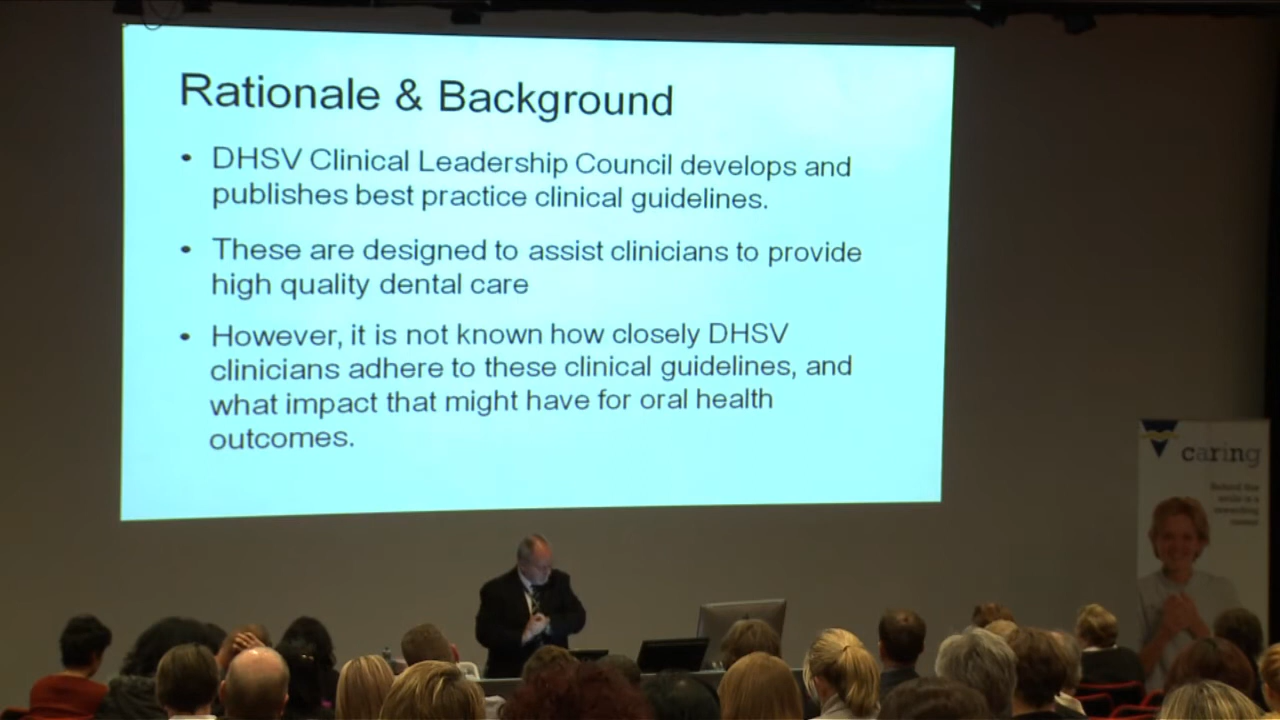 Rationale & Background
• DHSV Clinical Leadership Council develops and
publishes best practice clinical guidelines.
• These are designed to assist clinicians to provide
high quality dental care
• However, it is not known how closely DHSV
clinicians adhere to these clinical guidelines, and
what impact that might have for oral health
outcomes.
caring